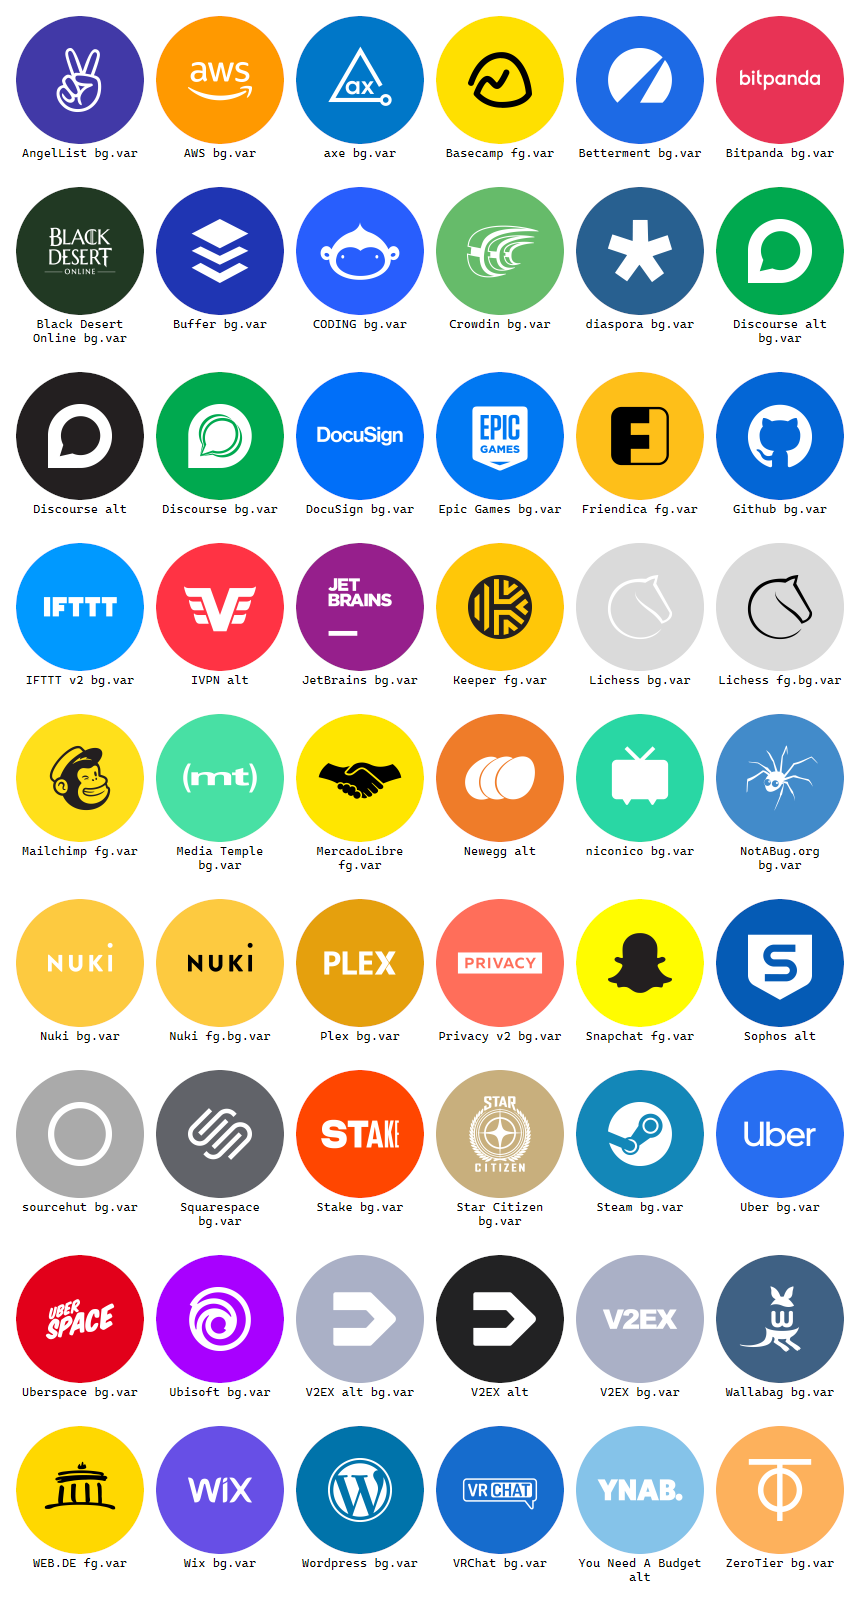 aws
ax
bitpanda
AngelList bg.var
AWS bg.var
axe bg.var
Basecamp fg.var
Betterment bg.var
Bitpanda bg.var
BLACK
DESERT
ONLINE
Black Desert
Online bg.var
Buffer bg.var
CODING bg.var
Crowdin bg.var
diaspora bg.var
Discourse alt
bg.var
DocuSign
EPIC
GAMES
F
Discourse alt
Discourse bg.var
DocuSign bg.var
Epic Games bg.var
Friendica fg.var
Github bg.var
IFTTT
V
JET
BRAINS
K
IFTTT v2 bg.var
IVPN alt
JetBrains bg.var
Keeper fg.var
Lichess bg.var
Lichess fg.bg.var
(mt)
Mailchimp fg.var
Media Temple
bg.var
MercadoLibre
fg.var
Newegg alt
niconico bg.var
NotABug.org
bg.var
NUKI
NUKI
PLEX
PRIVACY
S
Nuki bg.var
Nuki fg.bg.var
Plex bg.var
Privacy v2 bg.var
Snapchat fg.var
Sophos alt
STAKE
STAR
CITIZEN
Uber
sourcehut bg.var
Squarespace
bg.var
Stake bg.var
Star Citizen
bg.var
Steam bg.var
Uber bg.var
UBER
SPACE
V2EX
w
Uberspace bg.var
Ubisoft bg.var
V2EX alt bg.var
V2EX alt
V2EX bg.var
Wallabag bg.var
WiX
W
VR CHAT
YNAB.
WEB.DE fg.var
Wix bg.var
Wordpress bg.var
VRChat bg.var
You Need A Budget
alt
ZeroTier bg.var